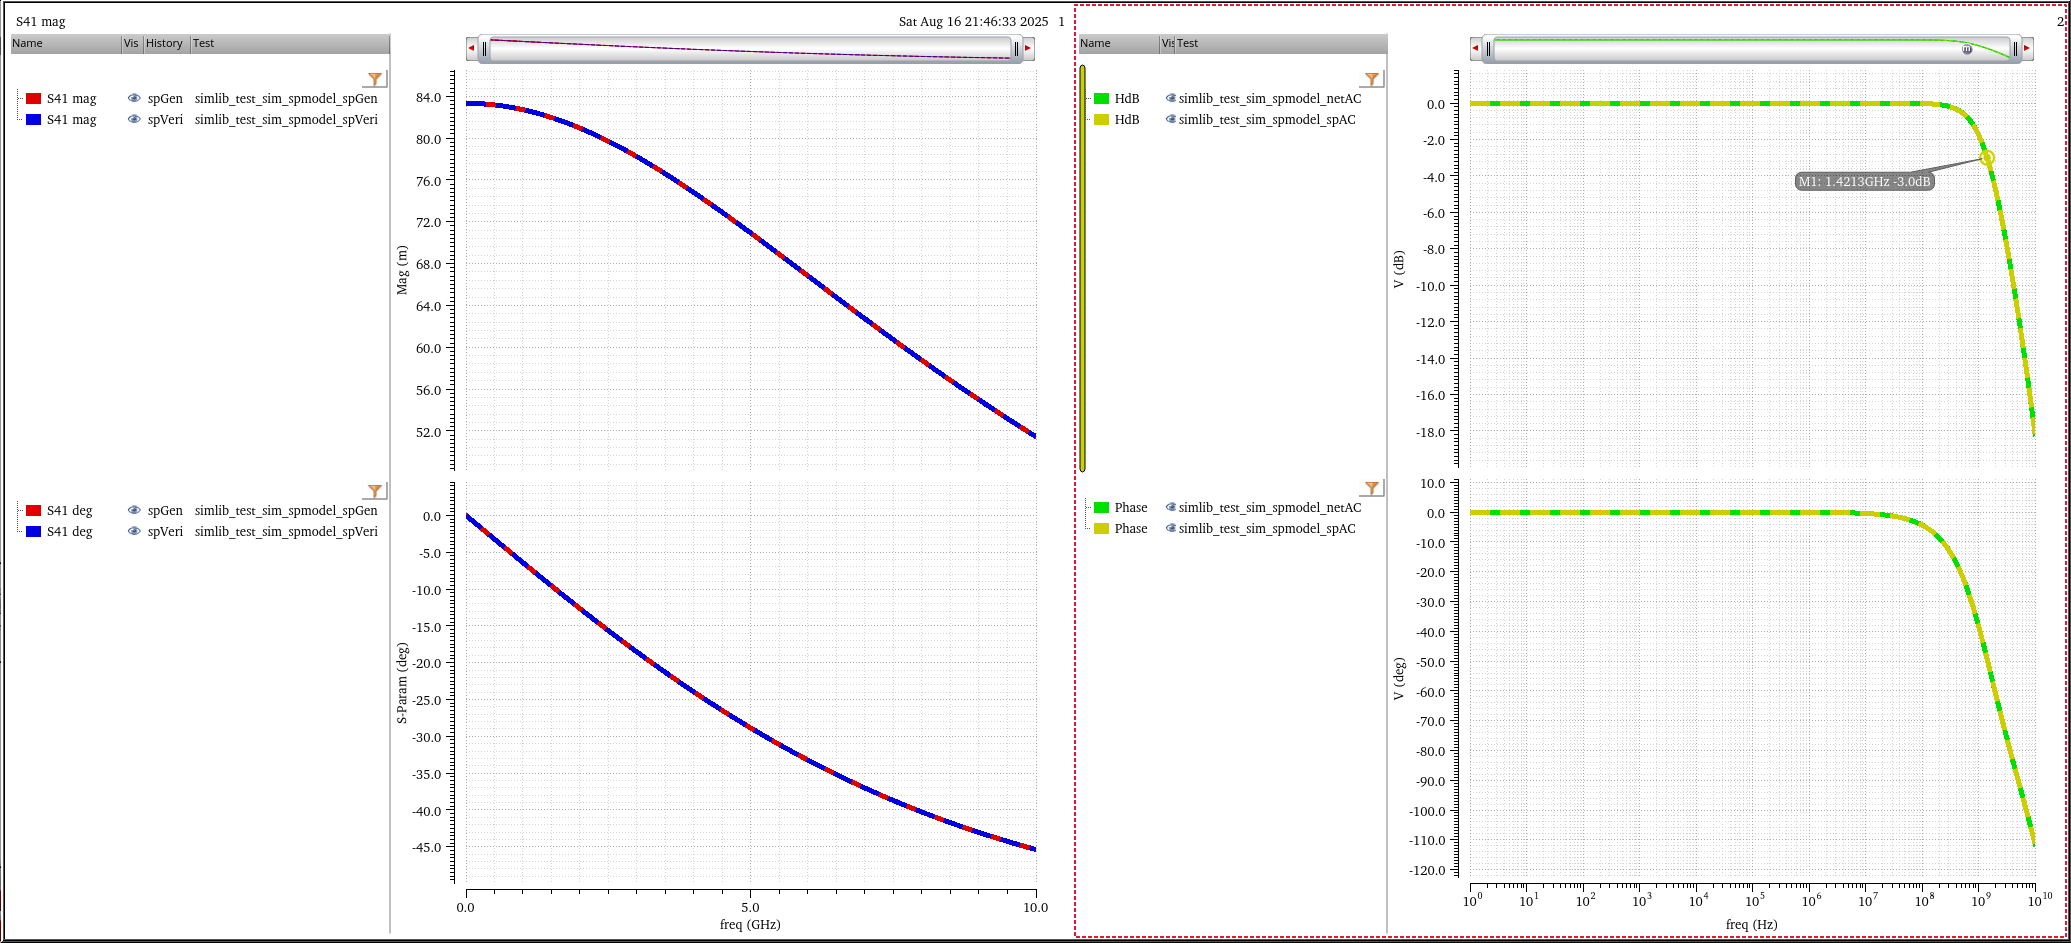 S41 mag
Sat Aug 16 21:46:33 2025 1
Name Vis History Test
S41 mag spGen simlib_test_sim_spmodel_spGen
S41 mag spVeri simlib_test_sim_spmodel_spVeri
84.0
80.0
76.0
72.0
68.0
64.0
60.0
56.0
52.0
Mag (m)
S41 deg spGen simlib_test_sim_spmodel_spGen
S41 deg spVeri simlib_test_sim_spmodel_spVeri
0.0
-5.0
-10.0
-15.0
-20.0
-25.0
-30.0
-35.0
-40.0
-45.0
S-Param (deg)
0.0 5.0 10.0
freq (GHz)
2
Name Vis Test
m
HdB simlib_test_sim_spmodel_netAC
HdB simlib_test_sim_spmodel_spAC
0.0
-2.0
-4.0
-6.0
-8.0
-10.0
-12.0
-14.0
-16.0
-18.0
V (dB)
M1: 1.4213GHz -3.0dB
Phase simlib_test_sim_spmodel_netAC
Phase simlib_test_sim_spmodel_spAC
10.0
0.0
-10.0
-20.0
-30.0
-40.0
-50.0
-60.0
-70.0
-80.0
-90.0
-100.0
-110.0
-120.0
V (deg)
10^0 10^1 10^2 10^3 10^4 10^5 10^6 10^7 10^8 10^9 10^10
freq (Hz)